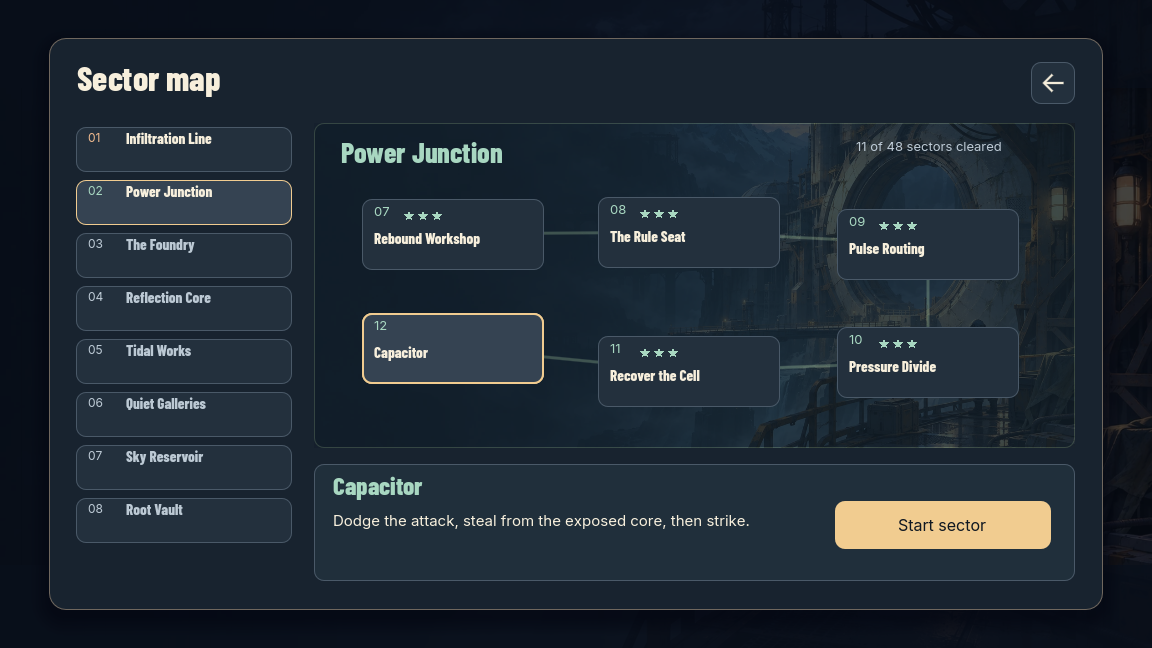 Sector map
01 Infiltration Line
02 Power Junction
03 The Foundry
04 Reflection Core
05 Tidal Works
06 Quiet Galleries
07 Sky Reservoir
08 Root Vault
Power Junction
11 of 48 sectors cleared
07 ★ ★ ★
Rebound Workshop
08 ★ ★ ★
The Rule Seat
09 ★ ★ ★
Pulse Routing
12
Capacitor
11 ★ ★ ★
Recover the Cell
10 ★ ★ ★
Pressure Divide
Capacitor
Dodge the attack, steal from the exposed core, then strike.
Start sector